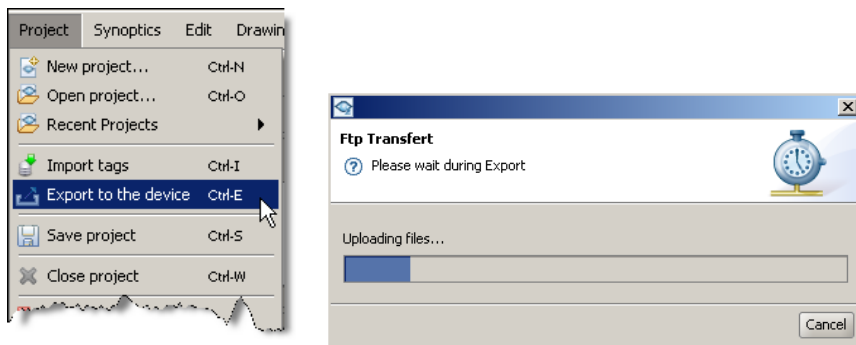 Project Synoptics Edit Drawin
New project... Ctrl-N
Open project... Ctrl-O
Recent Projects
Import tags Ctrl-I
Export to the device Ctrl-E
Save project Ctrl-S
Close project Ctrl-W
Ftp Transfert
Please wait during Export
Uploading files...
Cancel